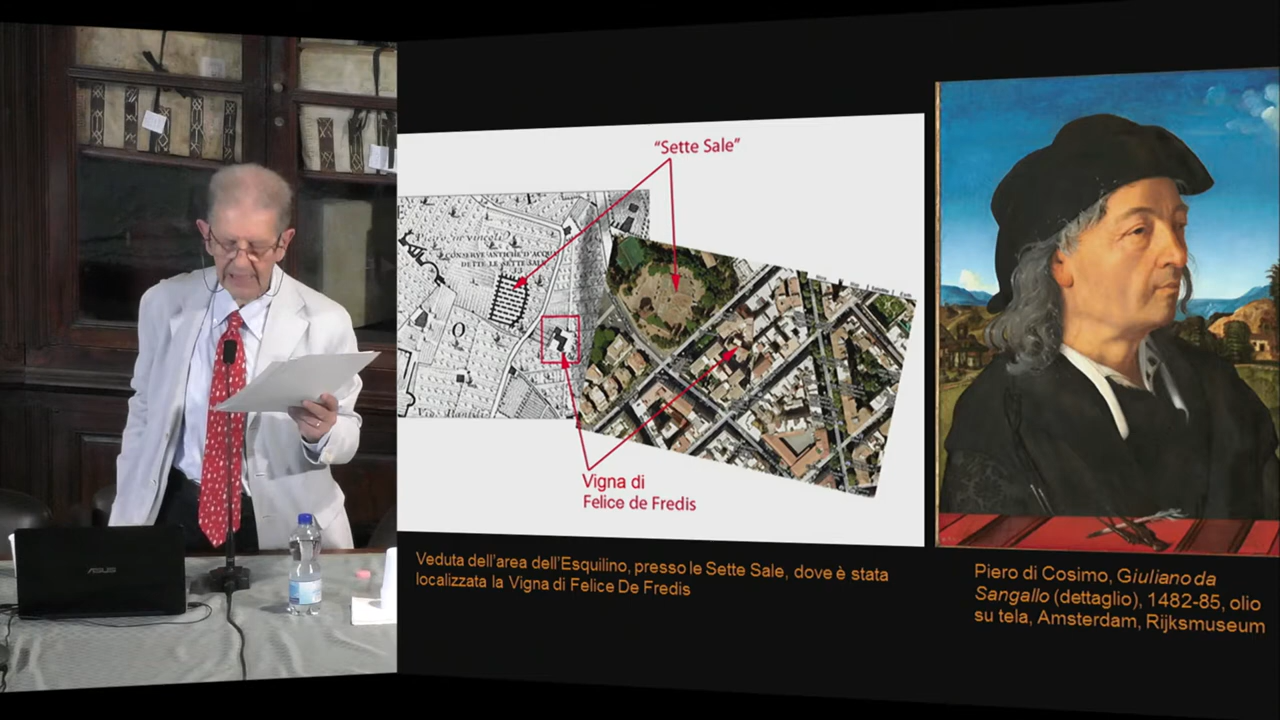 "Sette Sale"
CONSERVE ANTICHE D'ACQUA
DETTE LE SETTE SALE
13
O
Vigna di
Felice de Fredis
Veduta dell'area dell'Esquilino, presso le Sette Sale, dove è stata
localizzata la Vigna di Felice De Fredis
Piero di Cosimo, Giuliano da
Sangallo (dettaglio), 1482-85, olio
su tela, Amsterdam, Rijksmuseum
ASUS